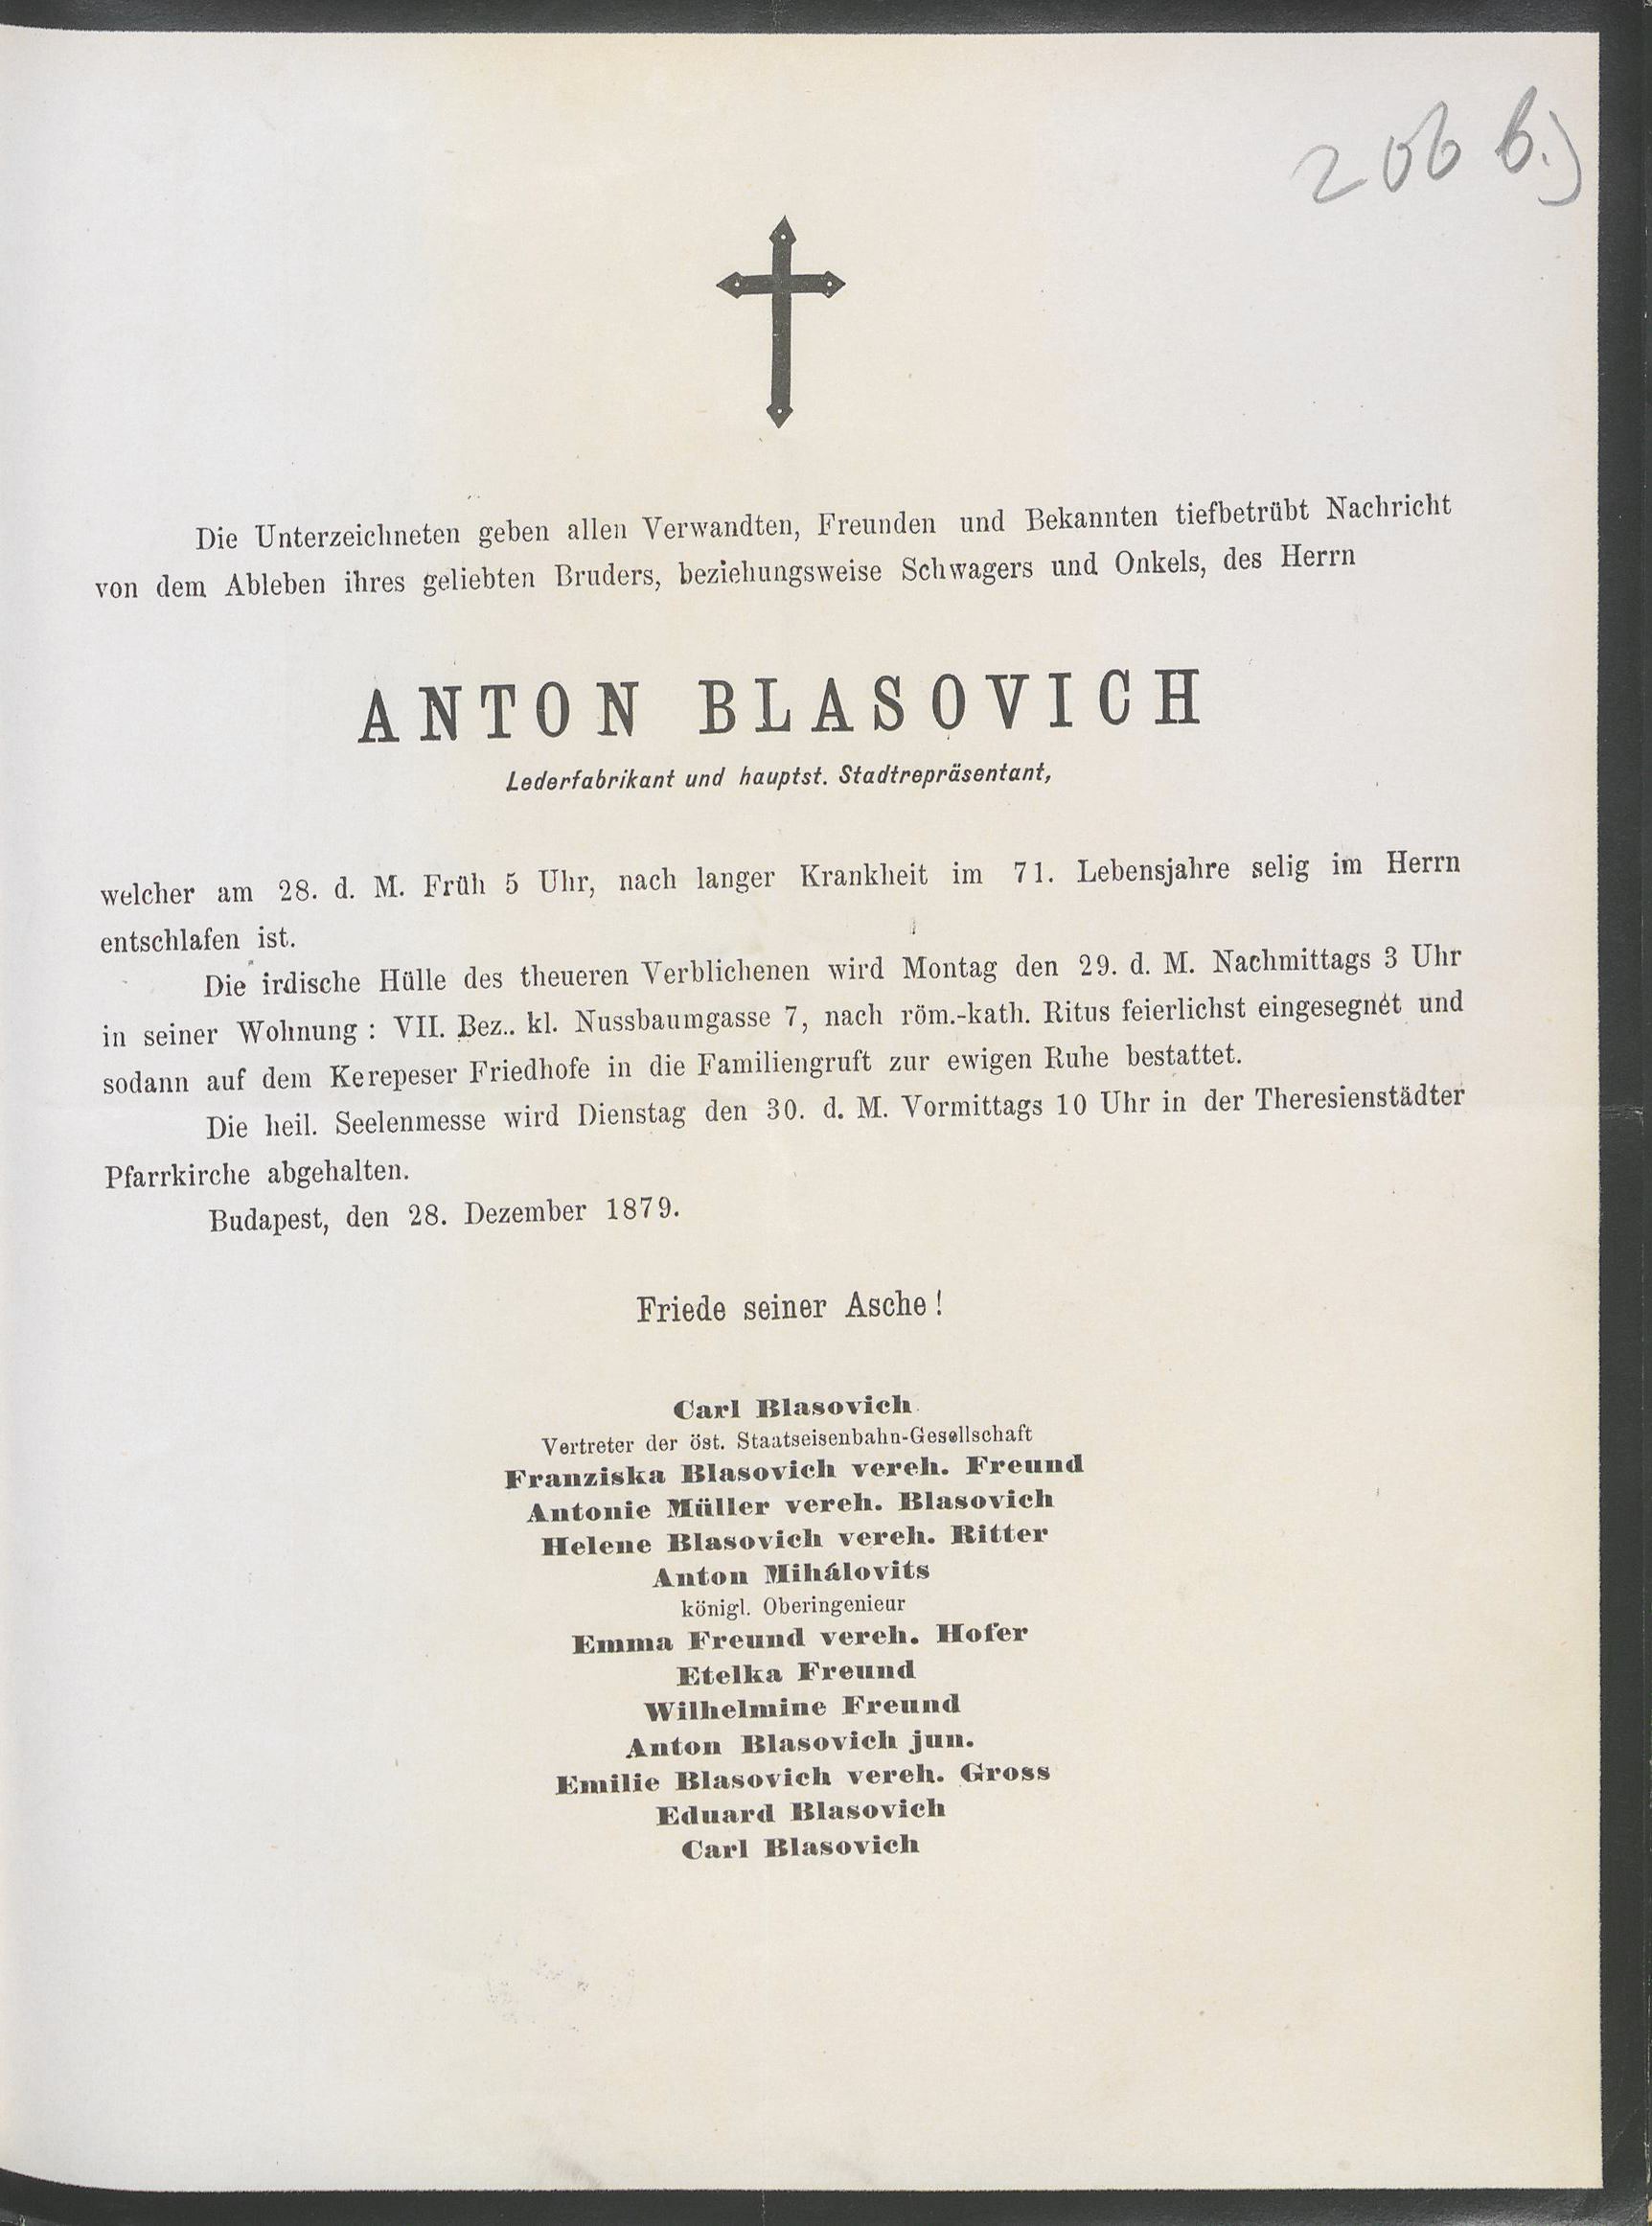 206 b.)
Die Unterzeichneten geben allen Verwandten, Freunden und Bekannten tiefbetrübt Nachricht
von dem Ableben ihres geliebten Bruders, beziehungsweise Schwagers und Onkels, des Herrn
ANTON BLASOVICH
Lederfabrikant und hauptst. Stadtrepräsentant,
welcher am 28. d. M. Früh 5 Uhr, nach langer Krankheit im 71. Lebensjahre selig im Herrn
entschlafen ist.
Die irdische Hülle des theueren Verblichenen wird Montag den 29. d. M. Nachmittags 3 Uhr
in seiner Wohnung : VII. Bez.. kl. Nussbaumgasse 7, nach röm.-kath. Ritus feierlichst eingesegnet und
sodann auf dem Kerepeser Friedhofe in die Familiengruft zur ewigen Ruhe bestattet.
Die heil. Seelenmesse wird Dienstag den 30. d. M. Vormittags 10 Uhr in der Theresienstädter
Pfarrkirche abgehalten.
Budapest, den 28. Dezember 1879.
Friede seiner Asche !
Carl Blasovich
Vertreter der öst. Staatseisenbahn-Gesellschaft
Franziska Blasovich vereh. Freund
Antonie Müller vereh. Blasovich
Helene Blasovich vereh. Ritter
Anton Mihálovits
königl. Oberingenieur
Emma Freund vereh. Hofer
Etelka Freund
Wilhelmine Freund
Anton Blasovich jun.
Emilie Blasovich vereh. Gross
Eduard Blasovich
Carl Blasovich